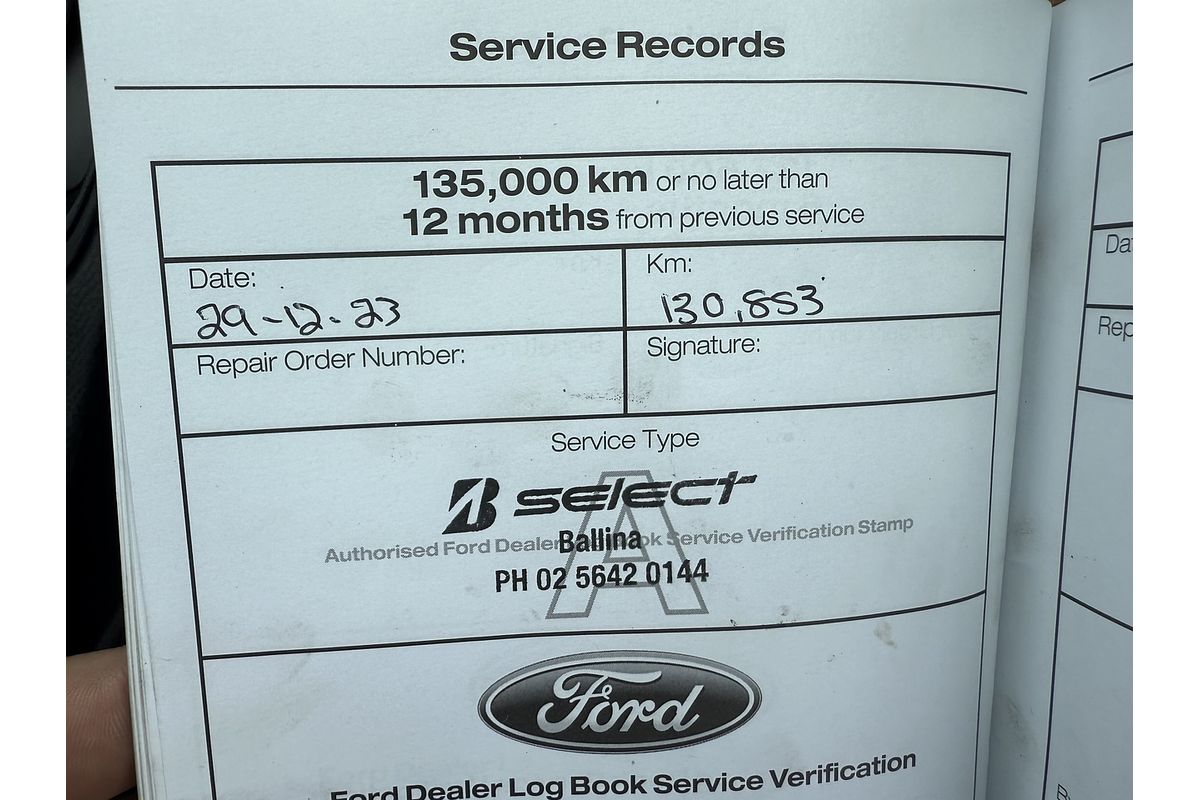 Service Records
135,000 km or no later than
12 months from previous service
Date:
29-12-23
Km:
130,853
Repair Order Number:
Signature:
Service Type
A
B select
Authorised Ford Dealer Book Service Verification Stamp
Ballina
PH 02 5642 0144
Ford
Ford Dealer Log Book Service Verification